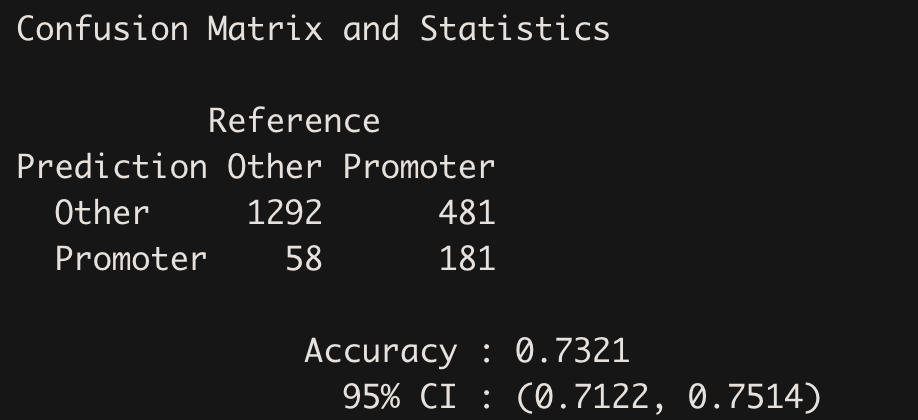 Confusion Matrix and Statistics
Reference
Prediction Other Promoter
Other 1292 481
Promoter 58 181
Accuracy : 0.7321
95% CI : (0.7122, 0.7514)